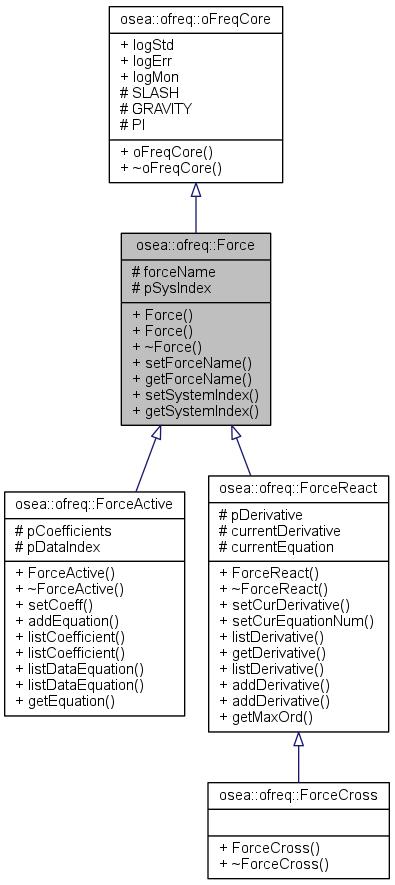 osea::ofreq::oFreqCore
+ logStd
+ logErr
+ logMon
# SLASH
# GRAVITY
# PI
+ oFreqCore()
+ ~oFreqCore()
osea::ofreq::Force
# forceName
# pSysIndex
+ Force()
+ Force()
+ ~Force()
+ setForceName()
+ getForceName()
+ setSystemIndex()
+ getSystemIndex()
osea::ofreq::ForceActive
# pCoefficients
# pDataIndex
+ ForceActive()
+ ~ForceActive()
+ setCoeff()
+ addEquation()
+ listCoefficient()
+ listCoefficient()
+ listDataEquation()
+ listDataEquation()
+ getEquation()
osea::ofreq::ForceReact
# pDerivative
# currentDerivative
# currentEquation
+ ForceReact()
+ ~ForceReact()
+ setCurDerivative()
+ setCurEquationNum()
+ listDerivative()
+ getDerivative()
+ listDerivative()
+ addDerivative()
+ addDerivative()
+ getMaxOrd()
osea::ofreq::ForceCross
+ ForceCross()
+ ~ForceCross()